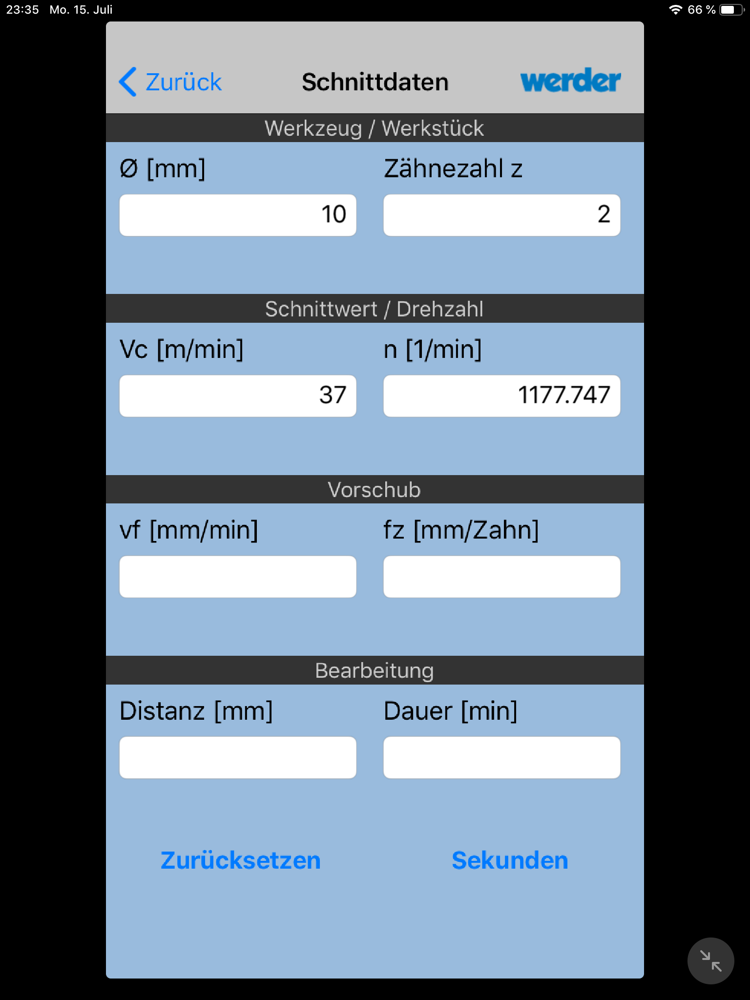 23:35 Mo. 15. Juli 66 %
Zurück Schnittdaten werder
Werkzeug / Werkstück
Ø [mm] Zähnezahl z
10 2
Schnittwert / Drehzahl
Vc [m/min] n [1/min]
37 1177.747
Vorschub
vf [mm/min] fz [mm/Zahn]
Bearbeitung
Distanz [mm] Dauer [min]
Zurücksetzen Sekunden